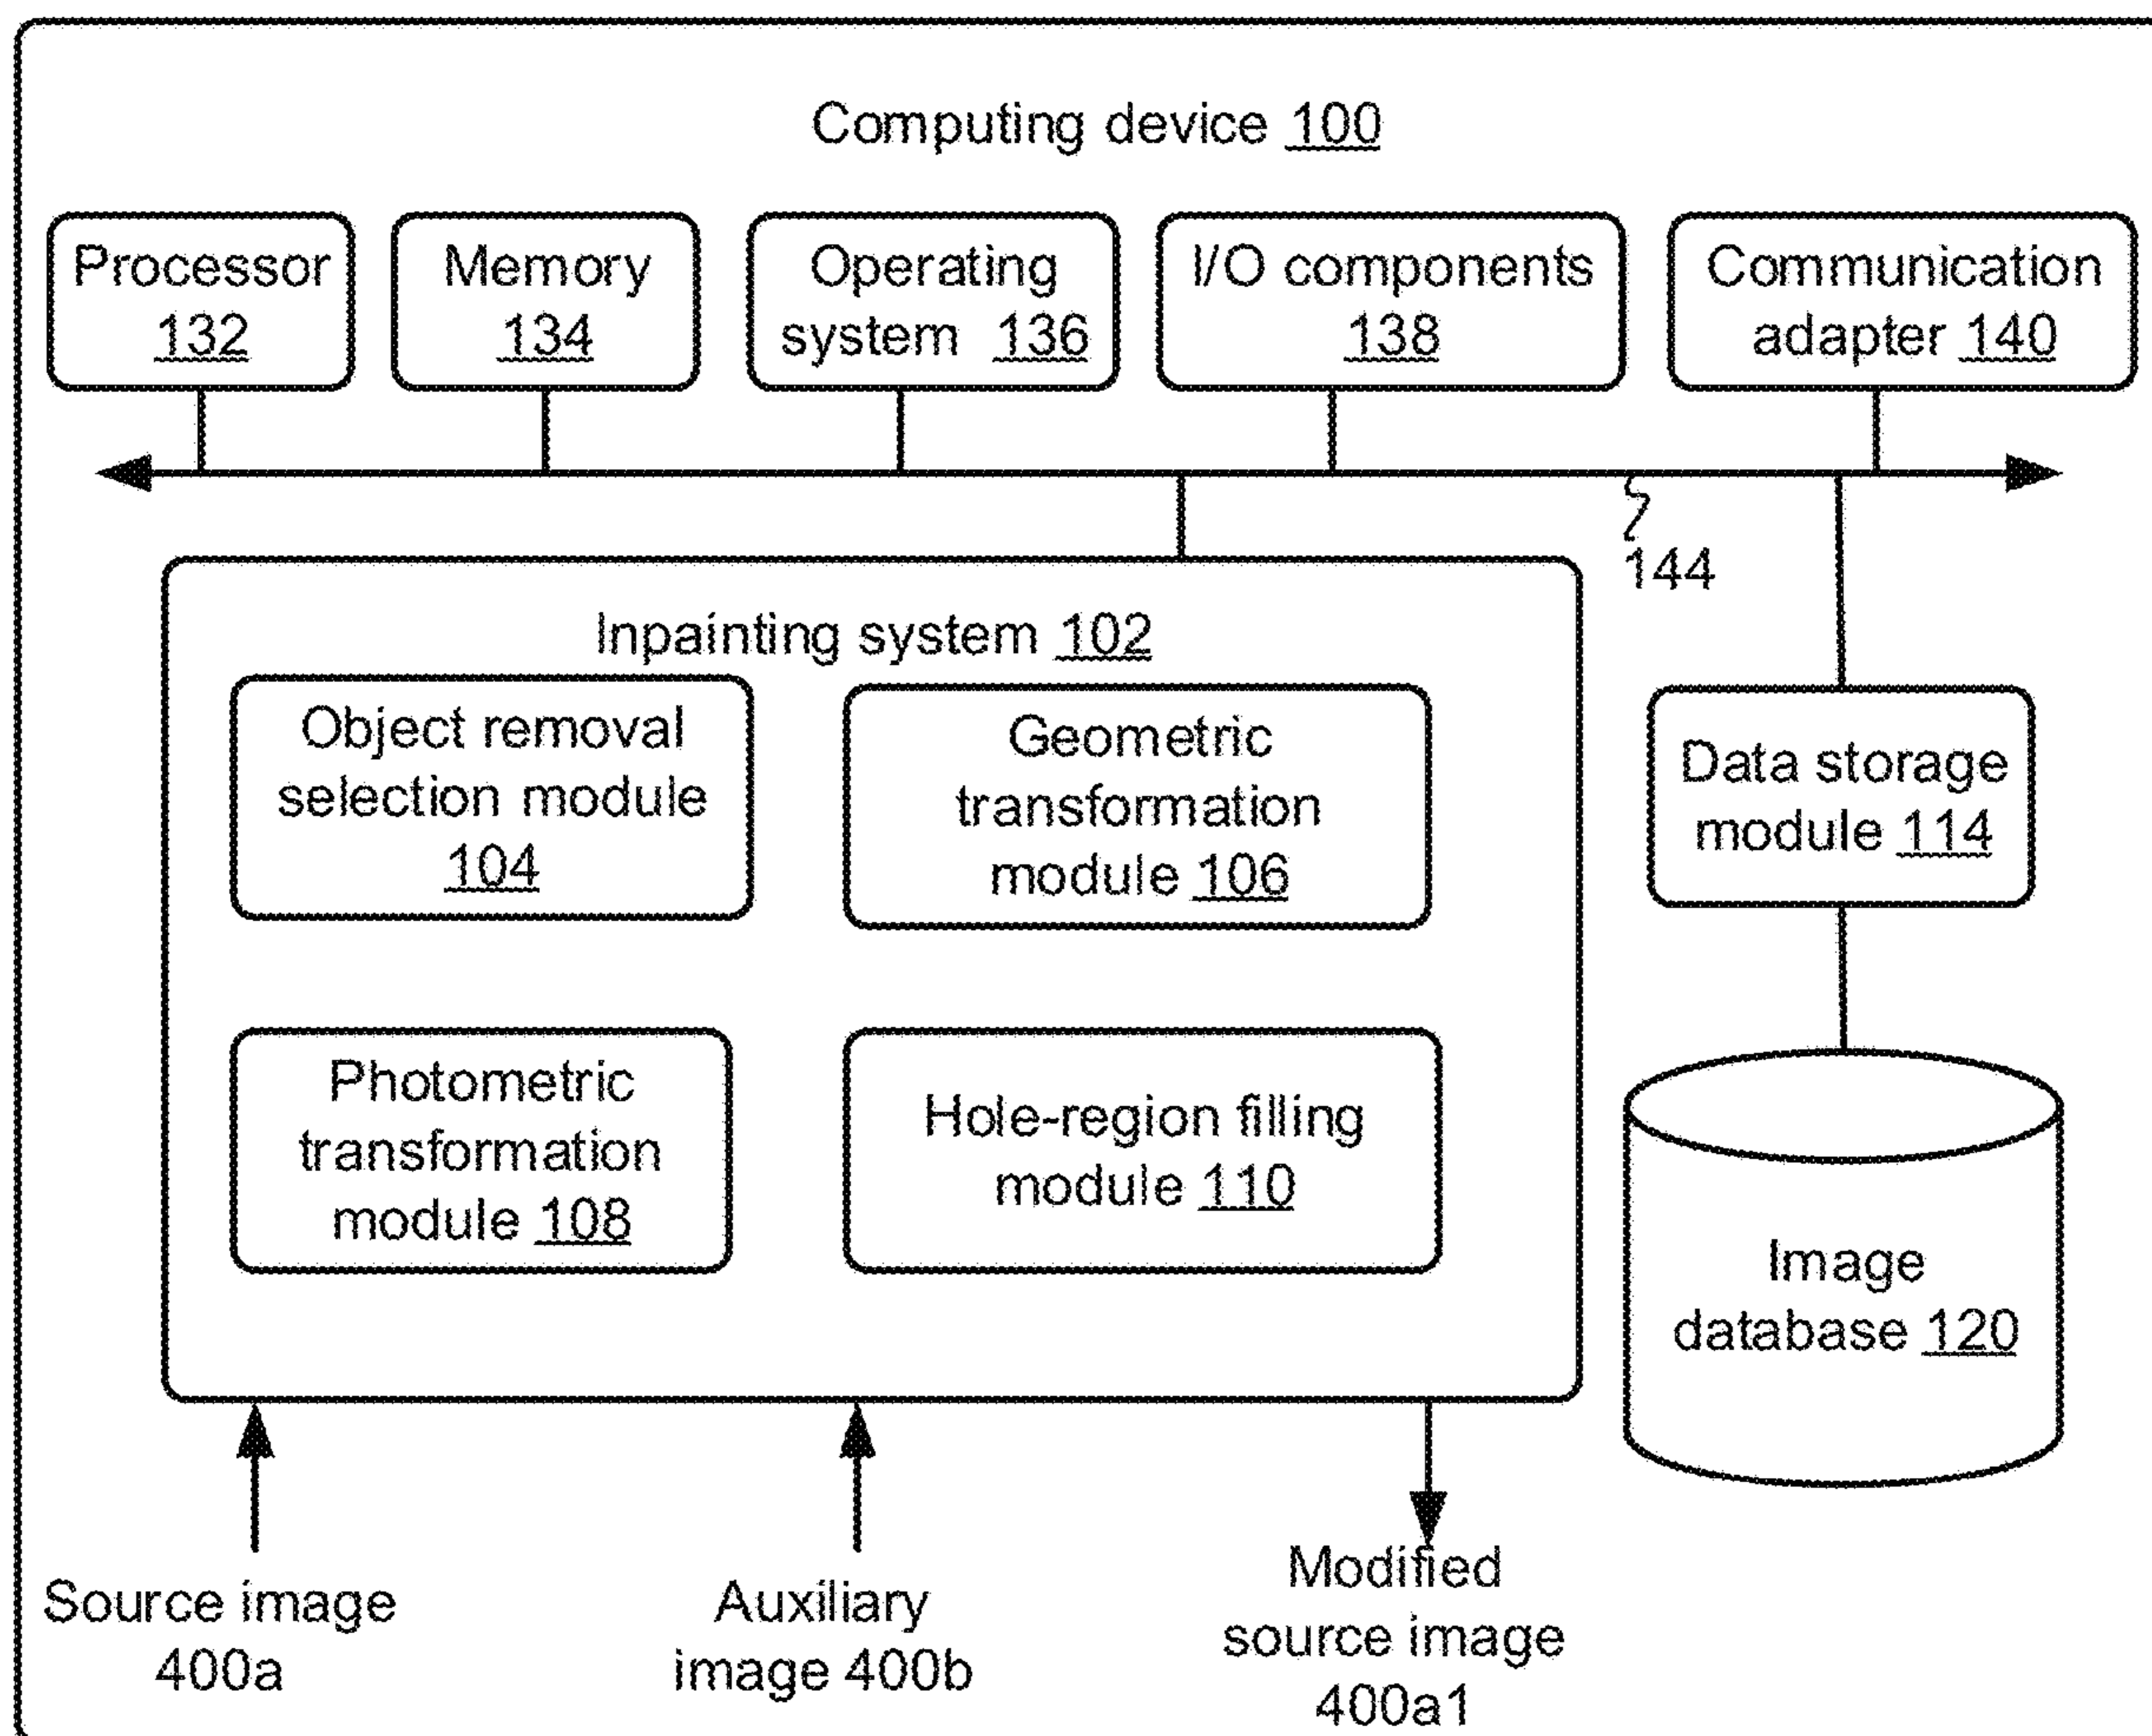 Computing device 100
Processor
132
Memory
134
Operating
system 136
I/O components
138
Communication
adapter 140
144
Inpainting system 102
Object removal
selection module
104
Geometric
transformation
module 106
Photometric
transformation
module 108
Hole-region filling
module 110
Data storage
module 114
Image
database 120
Source image
400a
Auxiliary
image 400b
Modified
source image
400a1